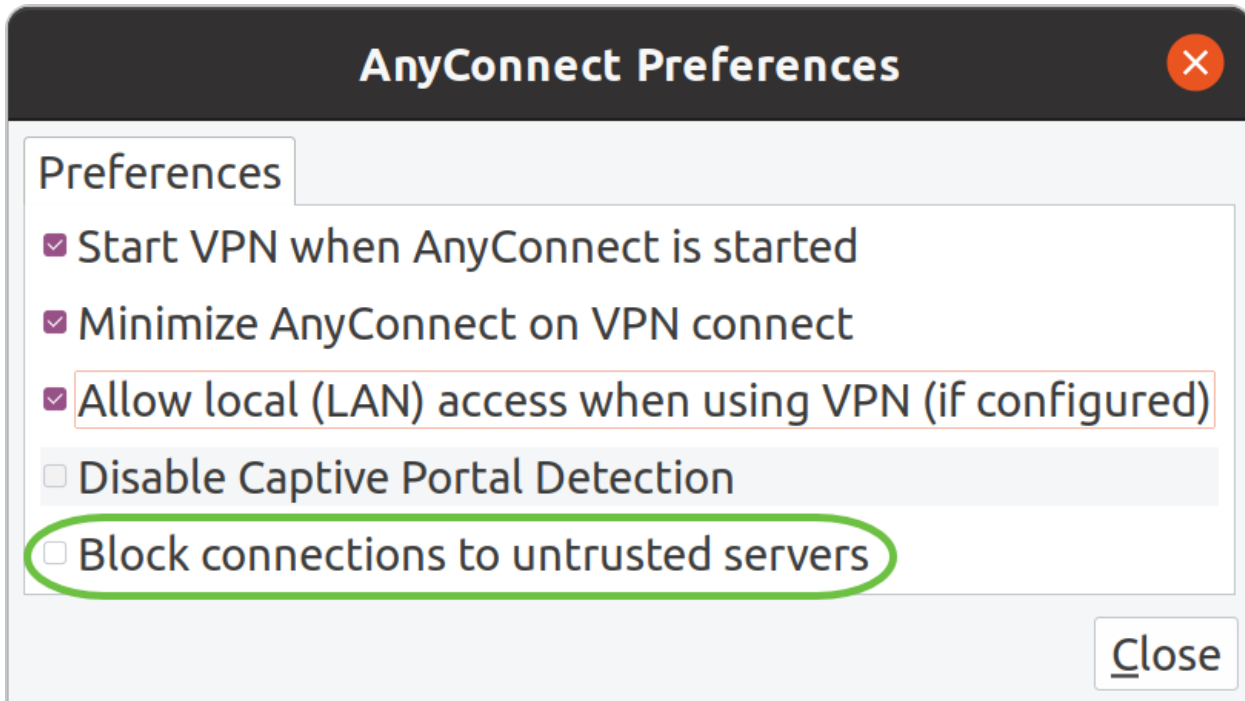 AnyConnect Preferences
Preferences
Start VPN when AnyConnect is started
Minimize AnyConnect on VPN connect
Allow local (LAN) access when using VPN (if configured)
Disable Captive Portal Detection
Block connections to untrusted servers
Close